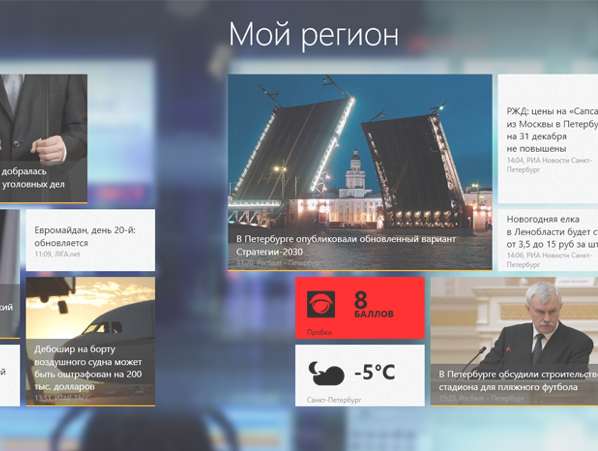 Мой регион
добралась
уголовных дел
Евромайдан, день 20-й:
обновляется
11:09, ЛІГА.net
кий
Дебошир на борту
воздушного судна может
быть оштрафован на 200
тыс. долларов
13:51, ИТАР-ТАСС
й
В Петербурге опубликовали обновленный вариант
Стратегии-2030
11:20, Росбалт - Петербург
РЖД: цены на «Сапса
из Москвы в Петербу
на 31 декабря
не повышены
14:04, РИА Новости Санкт-
Петербург
Новогодняя елка
в Ленобласти будет с
от 3,5 до 15 руб за шт
14:06, РИА Новости Санкт-
Петербург
8
БАЛЛОВ
Пробки
-5°C
Санкт-Петербург
В Петербурге обсудили строительство
стадиона для пляжного футбола
15:23, Росбалт - Петербург